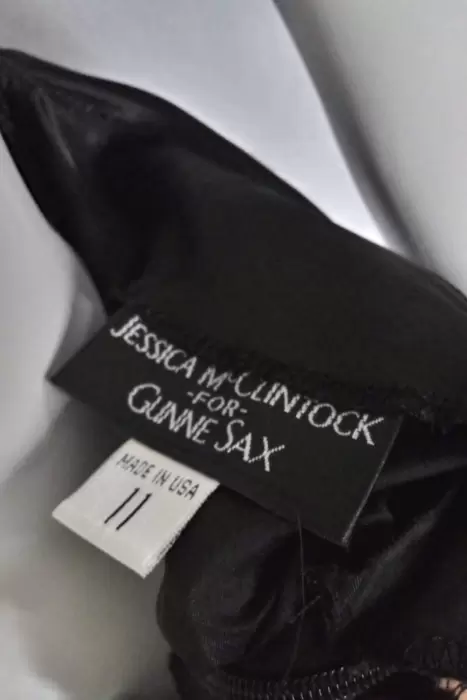 JESSICA McCLINTOCK
-FOR-
GUNNE SAX
MADE IN USA
11